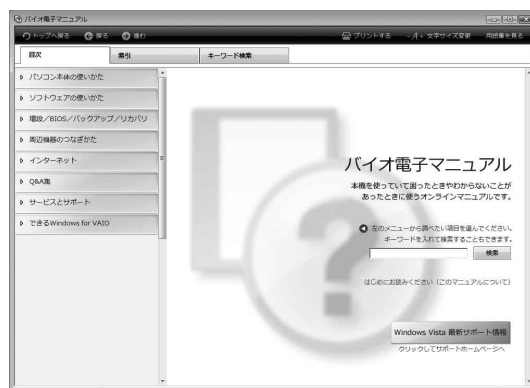 バイオ電子マニュアル
トップへ戻る 戻る 進む プリントする -A+ 文字サイズ変更 用語集を見る
目次 索引 キーワード検索
パソコン本体の使いかた
ソフトウェアの使いかた
増設/BIOS/バックアップ/リカバリ
周辺機器のつなぎかた
インターネット
Q&A集
サービスとサポート
できるWindows for VAIO
バイオ電子マニュアル
本機を使っていて困ったときやわからないことが
あったときに使うオンラインマニュアルです。
左のメニューから調べたい項目を選んでください。
キーワードを入れて検索することもできます。
検索
はじめにお読みください(このマニュアルについて)
Windows Vista 最新サポート情報
クリックしてサポートホームページへ